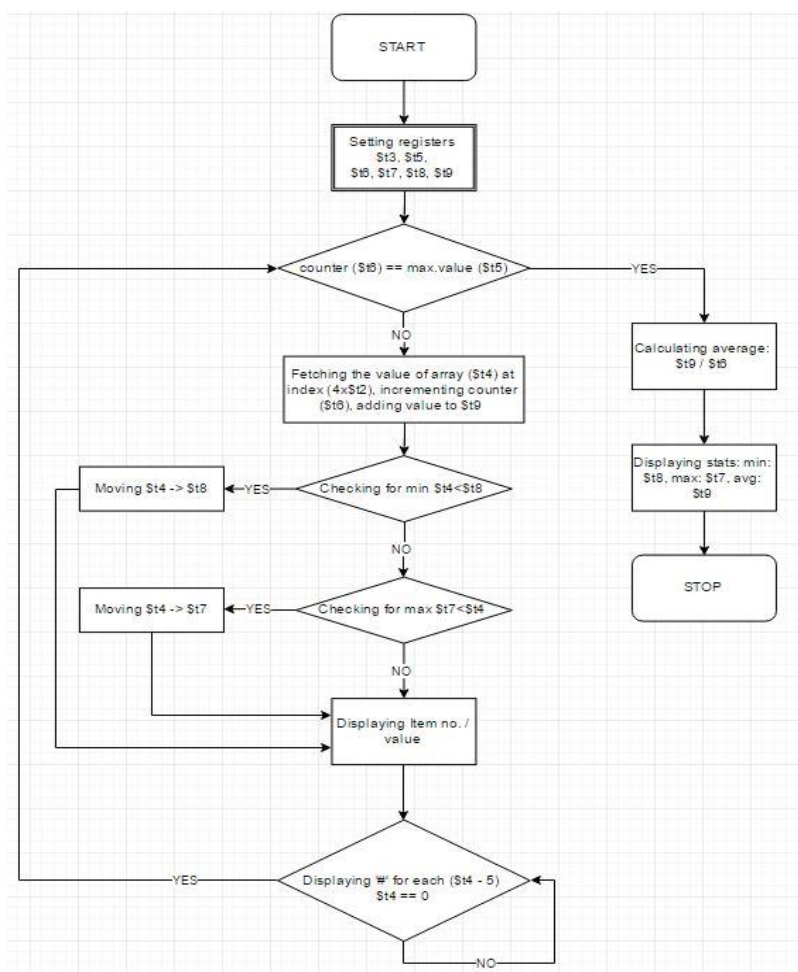 START
Setting registers
$t3, $t5,
$t6, $t7, $t8, $t9
counter ($t6) == max.value ($t5)
YES
NO
Calculating average:
$t9 / $t6
Fetching the value of array ($t4) at
index (4x$t2), incrementing counter
($t6), adding value to $t9
Displaying stats: min:
$t8, max: $t7, avg:
$t9
Moving $t4 -> $t8
YES
Checking for min $t4<$t8
NO
STOP
Moving $t4 -> $t7
YES
Checking for max $t7<$t4
NO
Displaying Item no. /
value
YES
Displaying '#' for each ($t4 - 5)
$t4 == 0
NO